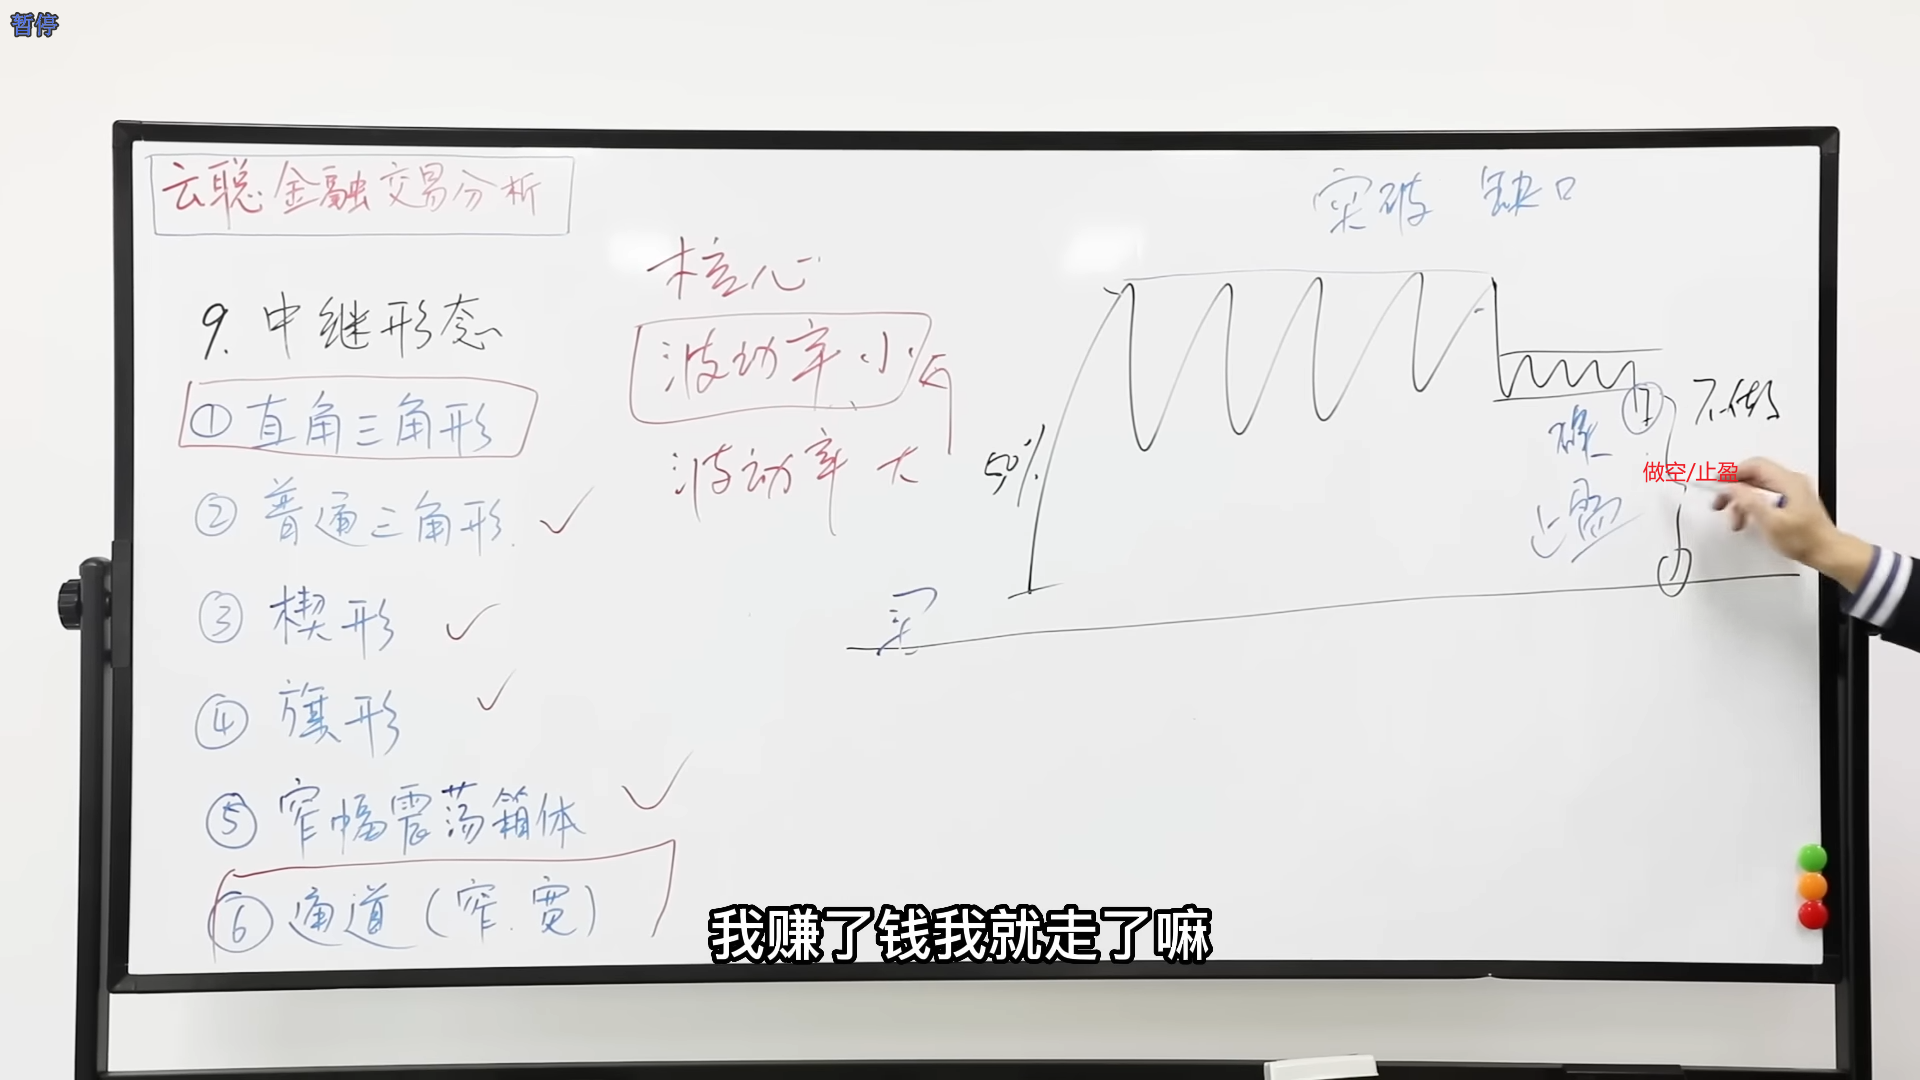 暂停
云聪金融交易分析
突破 缺口
核心
9. 中继形态
波动率小后
① 直角三角形
波动率大
50%
不做
② 普通三角形
做空/止盈
止盈
③ 楔形
买
④ 旗形
⑤ 窄幅震荡箱体
⑥ 通道(窄.宽)
我赚了钱我就走了嘛